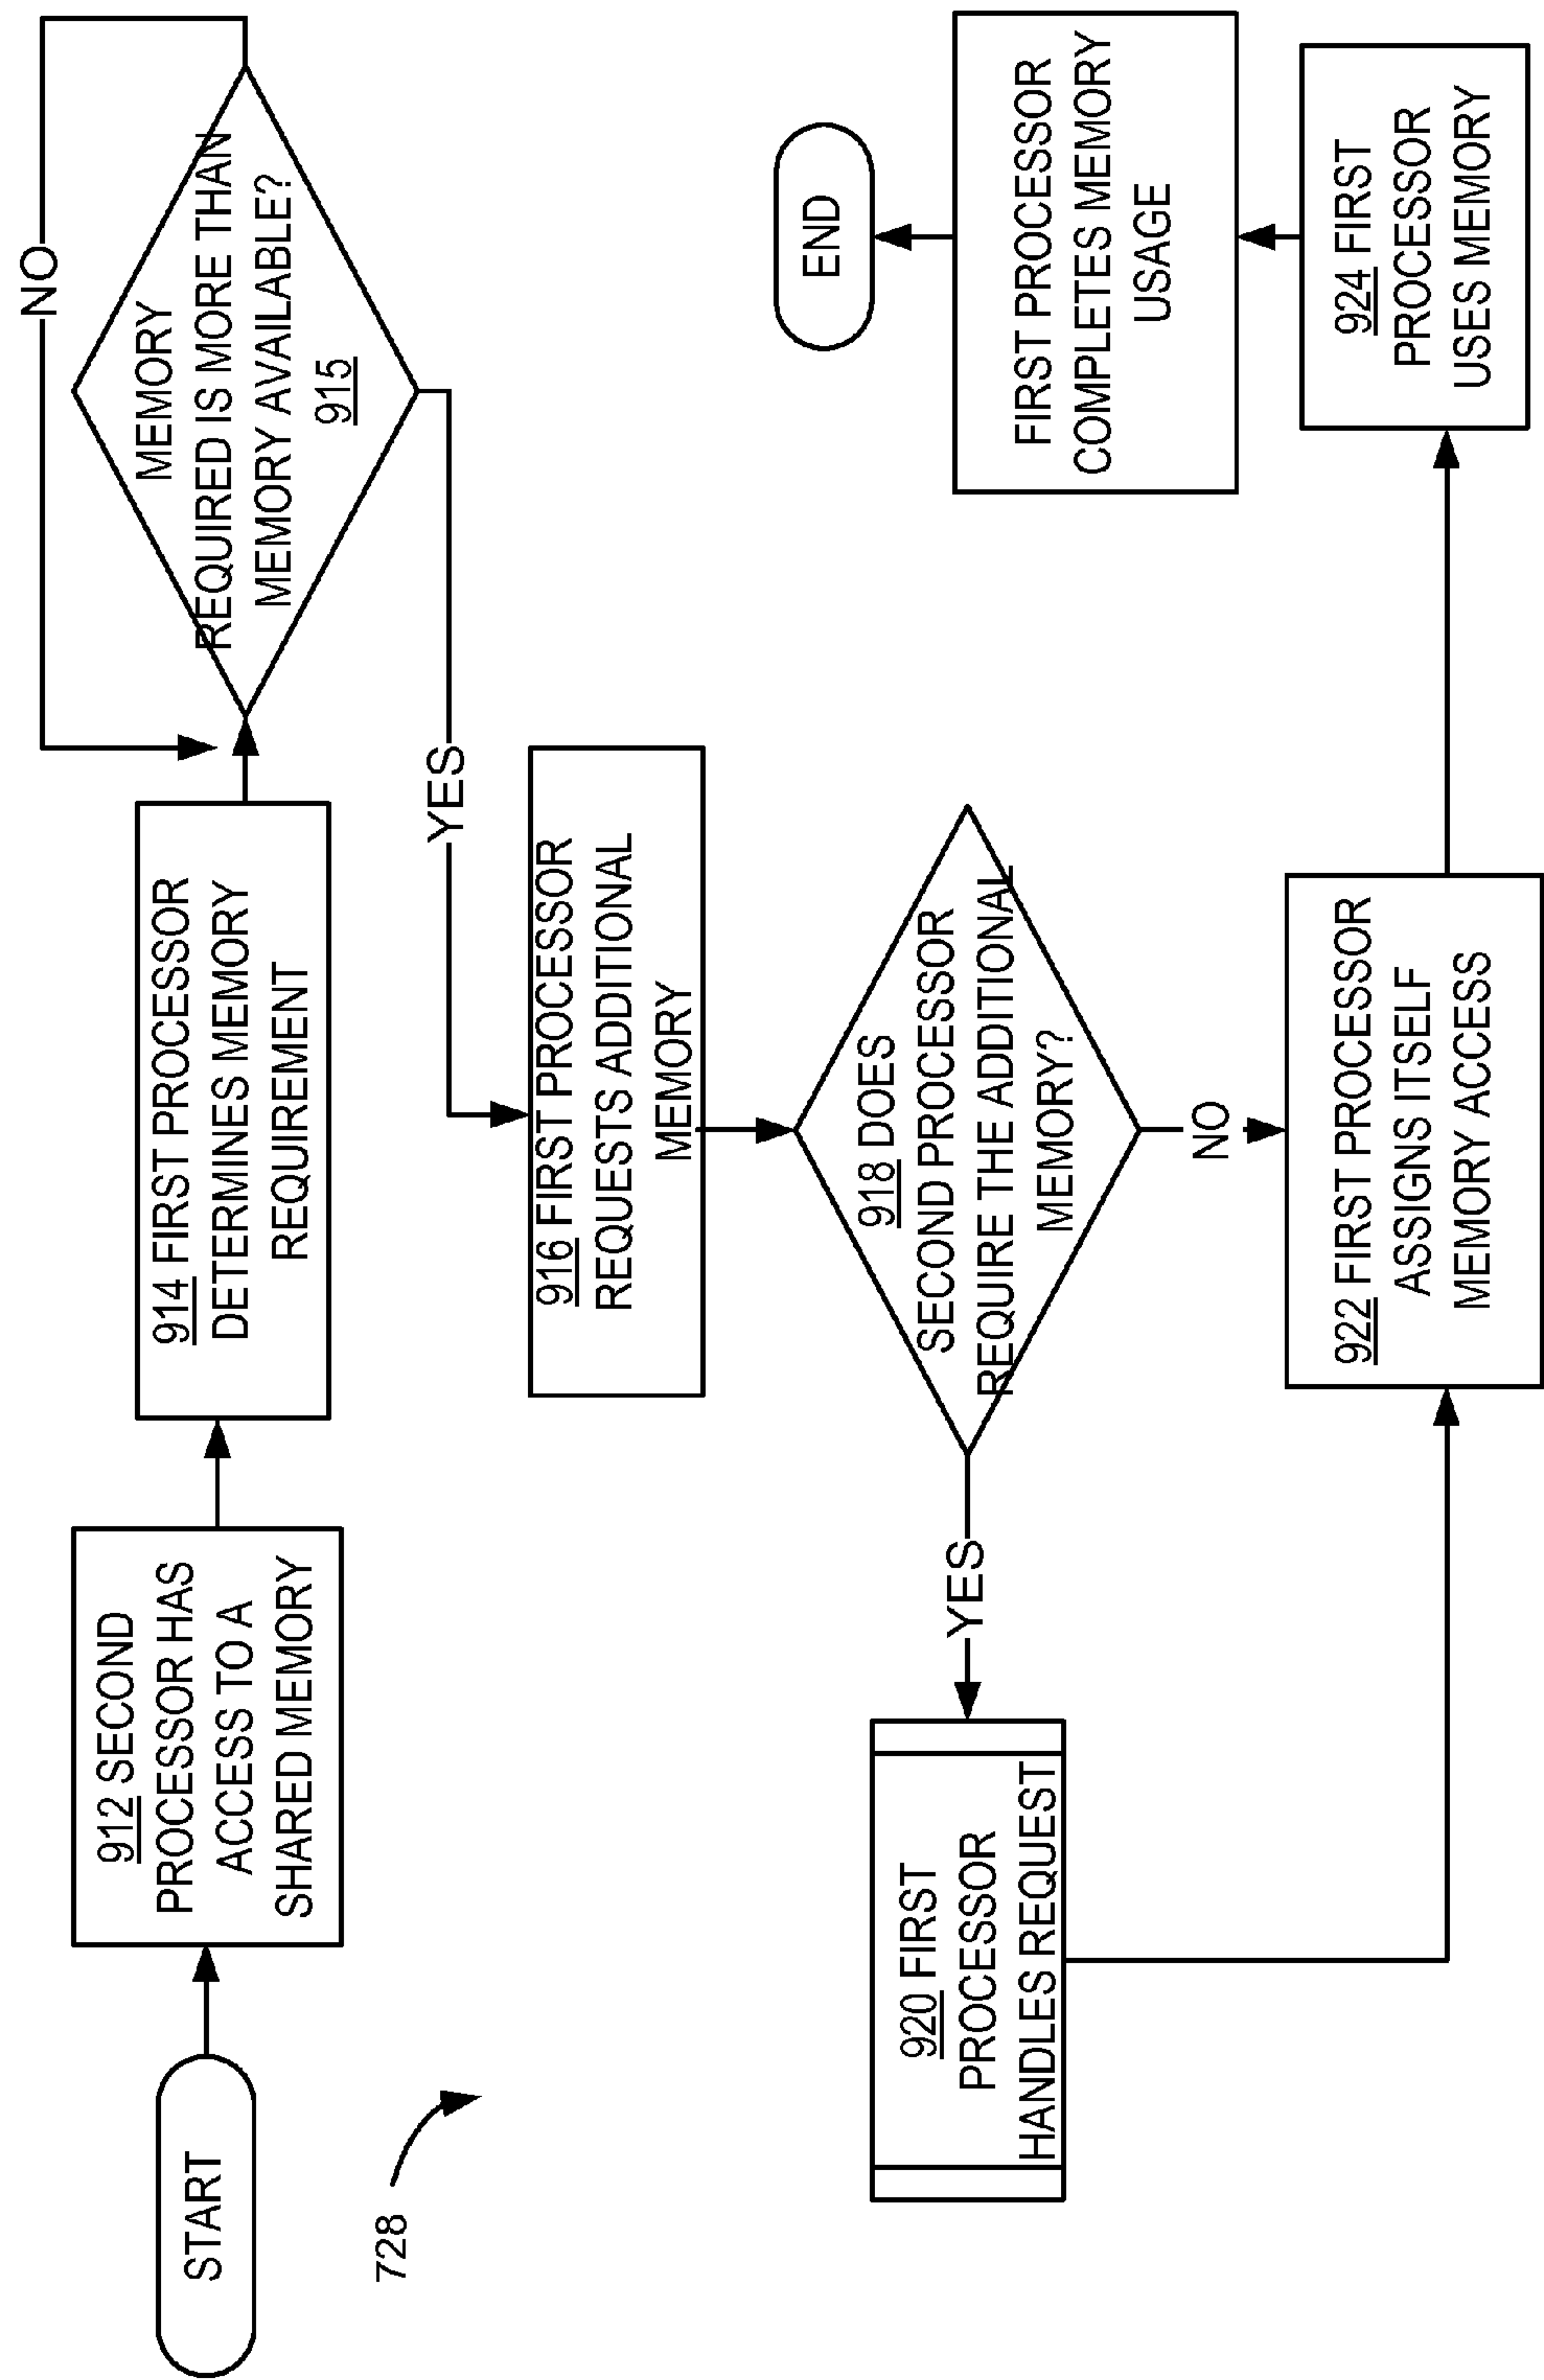 START
912 SECOND
PROCESSOR HAS
ACCESS TO A
SHARED MEMORY
914 FIRST PROCESSOR
DETERMINES MEMORY
REQUIREMENT
MEMORY
REQUIRED IS MORE THAN
MEMORY AVAILABLE?
915
NO
YES
728
916 FIRST PROCESSOR
REQUESTS ADDITIONAL
MEMORY
918 DOES
SECOND PROCESSOR
REQUIRE THE ADDITIONAL
MEMORY?
YES
NO
920 FIRST
PROCESSOR
HANDLES REQUEST
922 FIRST PROCESSOR
ASSIGNS ITSELF
MEMORY ACCESS
924 FIRST
PROCESSOR
USES MEMORY
FIRST PROCESSOR
COMPLETES MEMORY
USAGE
END